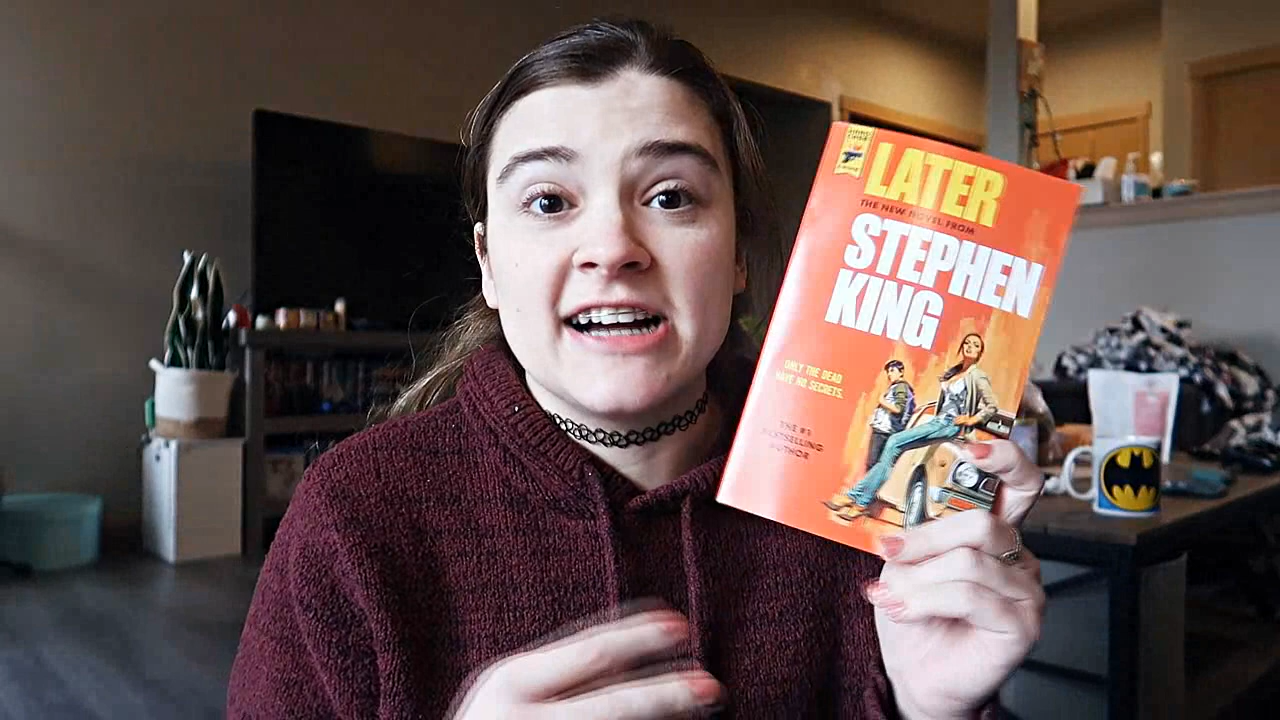 LATER
THE NEW NOVEL FROM
STEPHEN
KING
ONLY THE DEAD
HAVE NO SECRETS.
THE #1
BESTSELLING
AUTHOR